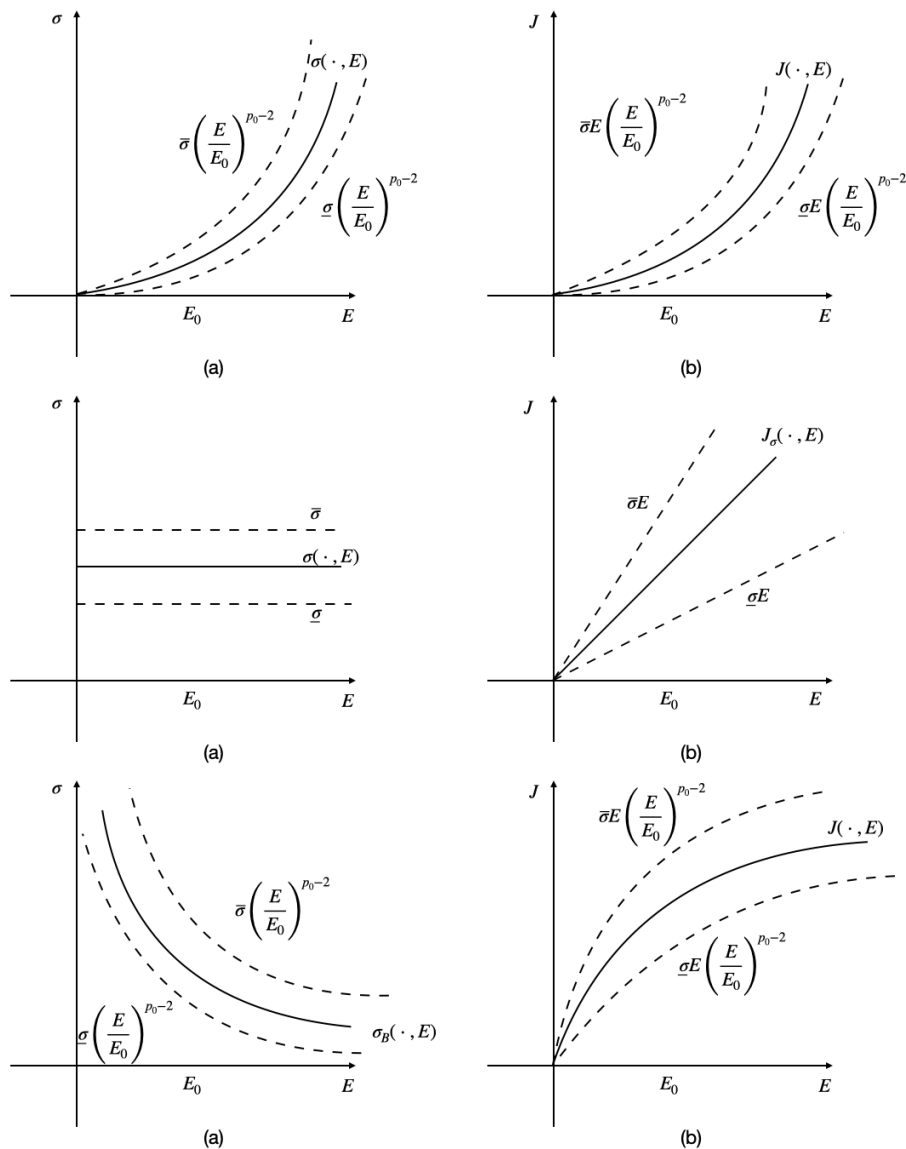 σ
σ(·, E)
σ̅(E/E₀)^{p₀−2}
σ̲(E/E₀)^{p₀−2}
E₀
E
(a)
J
J(·, E)
σ̅E(E/E₀)^{p₀−2}
σ̲E(E/E₀)^{p₀−2}
E₀
E
(b)
σ
σ̅
σ(·, E)
σ̲
E₀
E
(a)
J
J_σ(·, E)
σ̅E
σ̲E
E₀
E
(b)
σ
σ̅(E/E₀)^{p₀−2}
σ̲(E/E₀)^{p₀−2}
σ_B(·, E)
E₀
E
(a)
J
σ̅E(E/E₀)^{p₀−2}
J(·, E)
σ̲E(E/E₀)^{p₀−2}
E₀
E
(b)